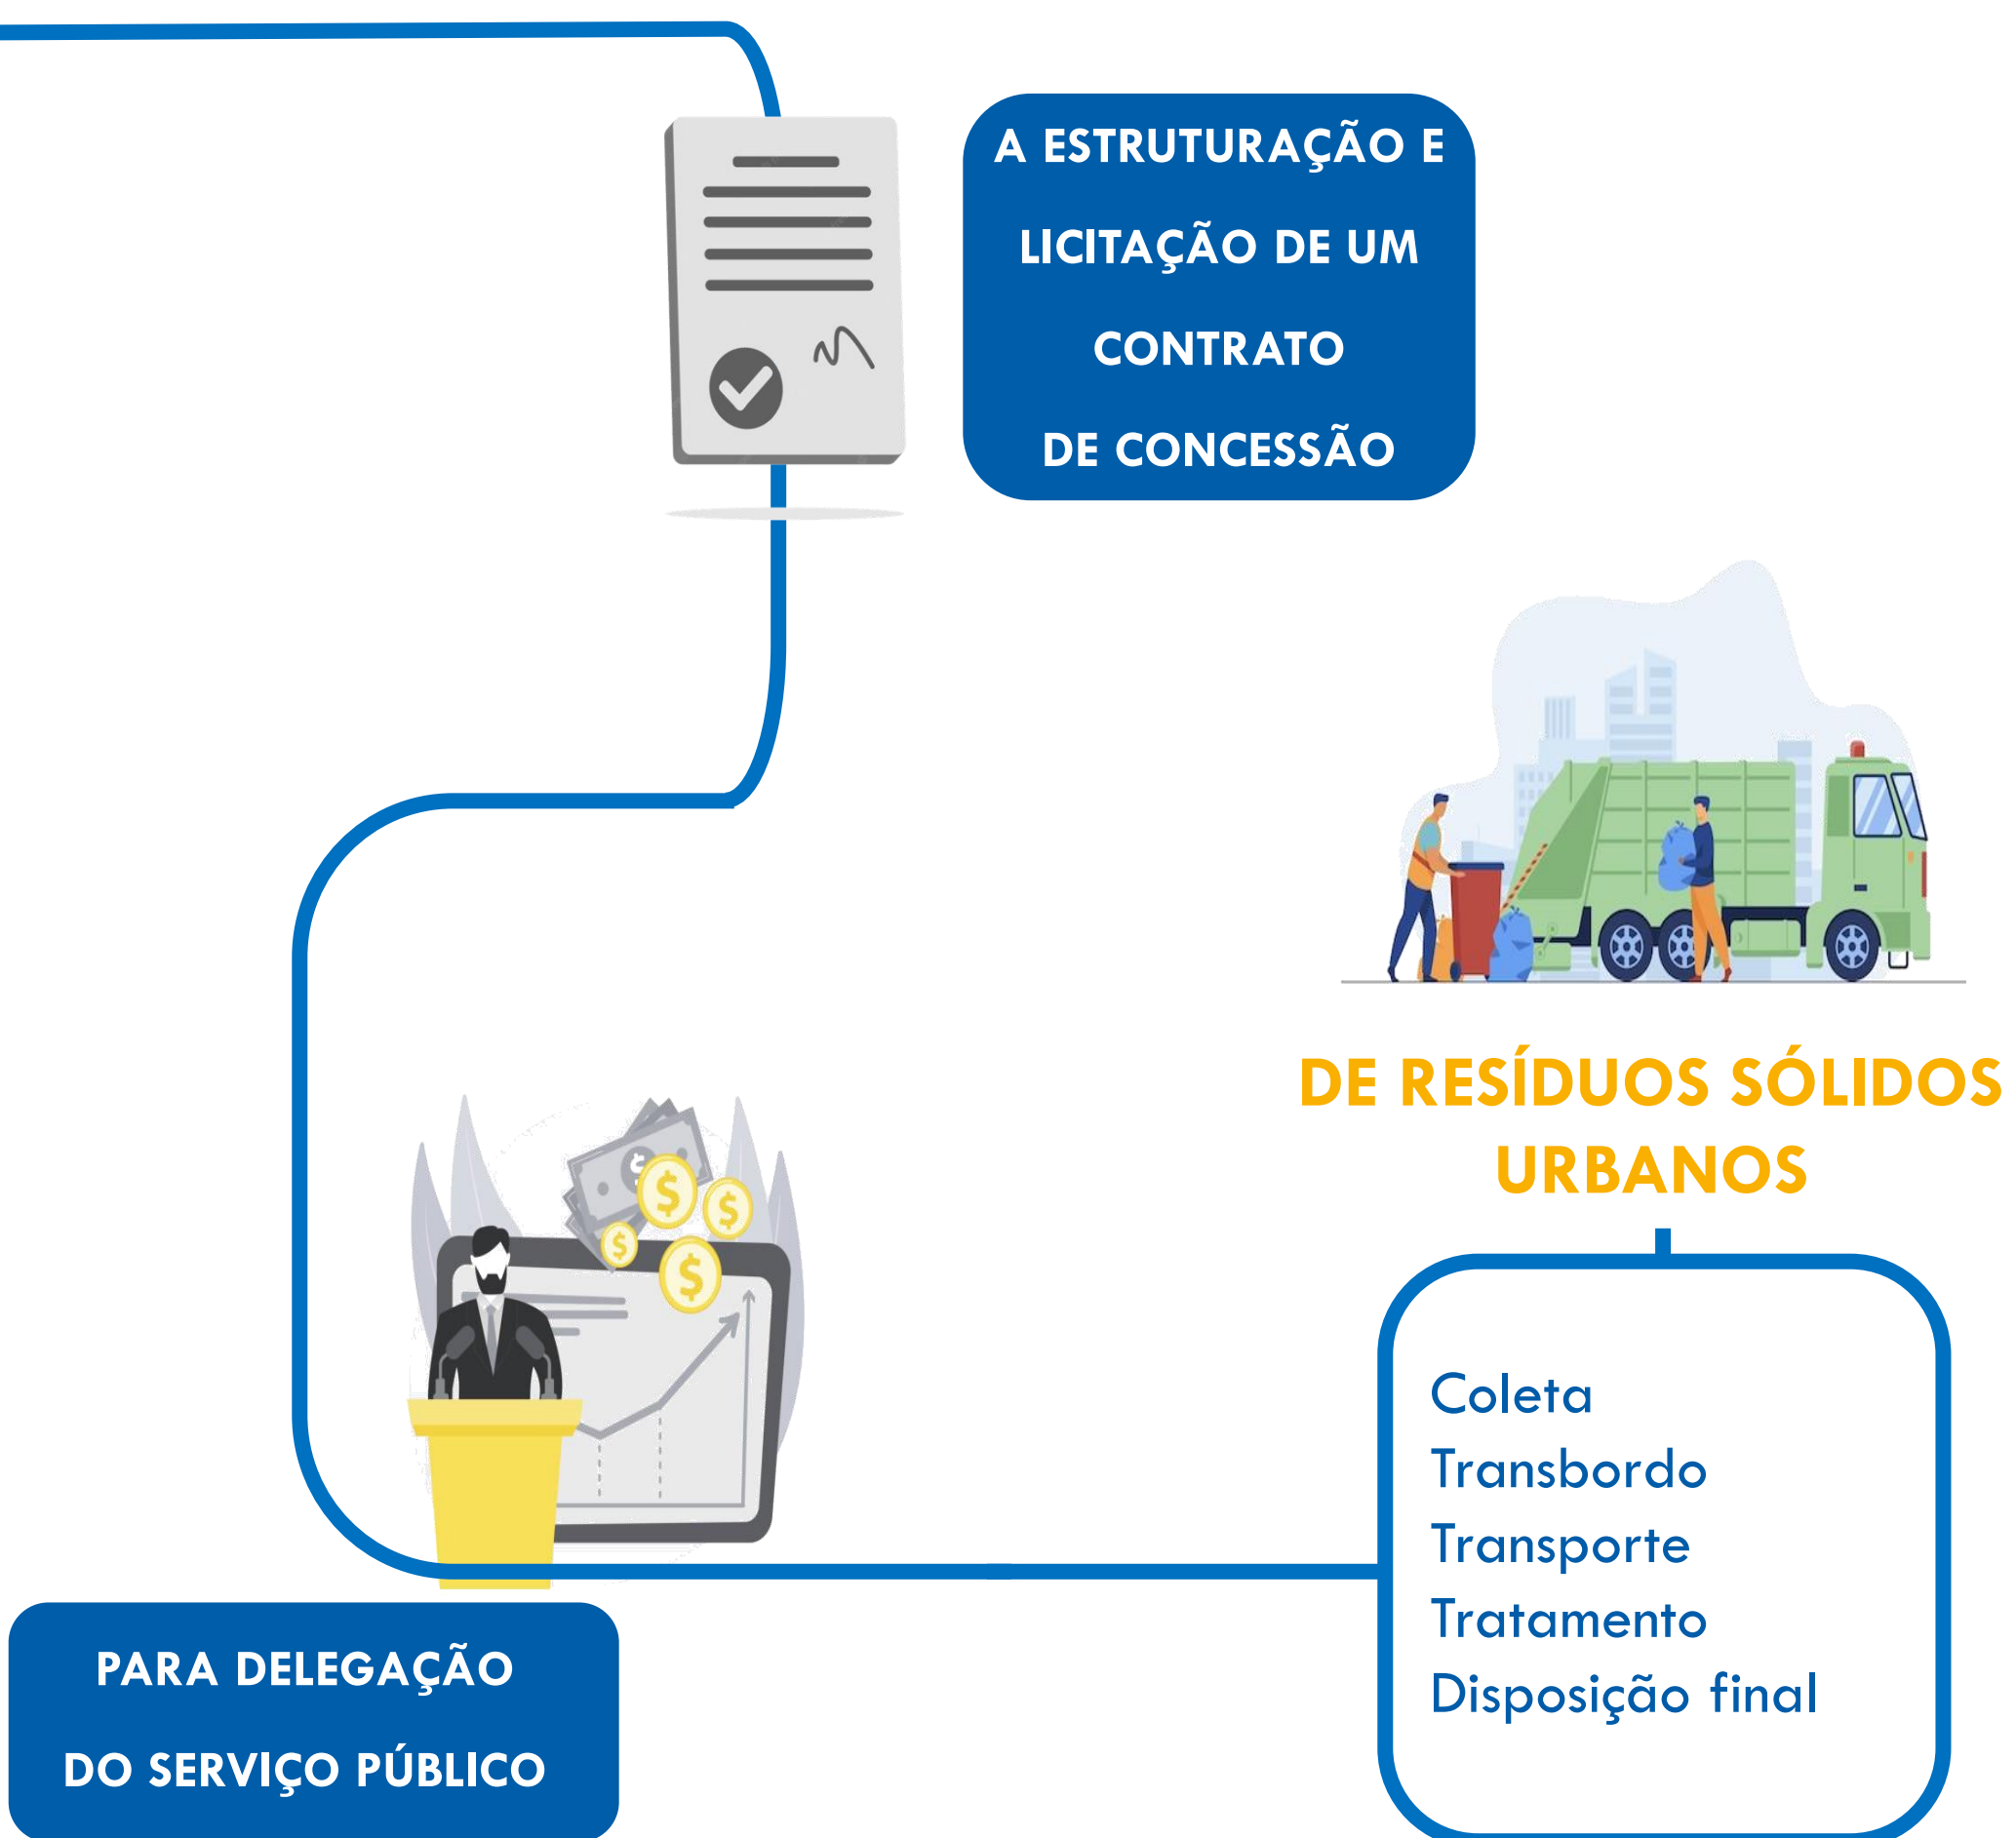 A ESTRUTURAÇÃO E
LICITAÇÃO DE UM
CONTRATO
DE CONCESSÃO
PARA DELEGAÇÃO
DO SERVIÇO PÚBLICO
DE RESÍDUOS SÓLIDOS
URBANOS
Coleta
Transbordo
Transporte
Tratamento
Disposição final